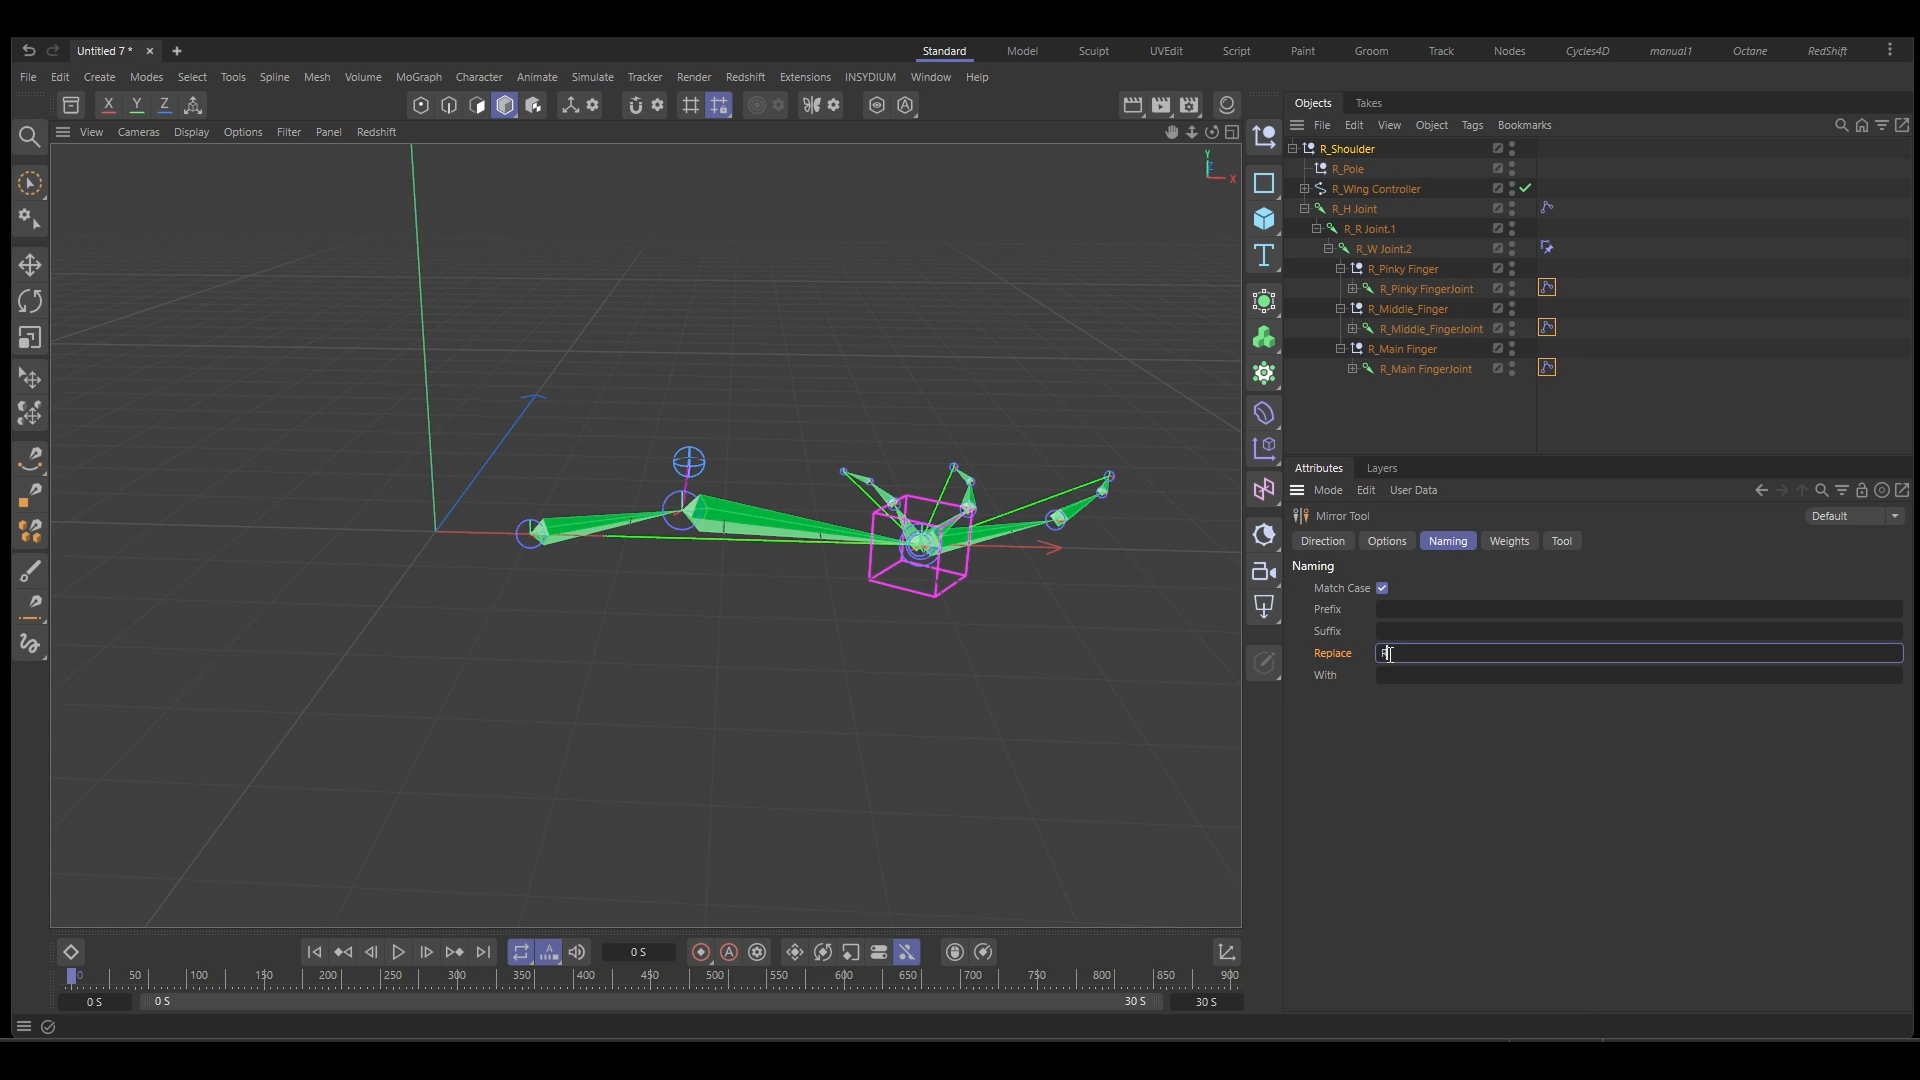 Untitled 7 *
Standard Model Sculpt UVEdit Script Paint Groom Track Nodes Cycles4D manual1 Octane RedShift
File Edit Create Modes Select Tools Spline Mesh Volume MoGraph Character Animate Simulate Tracker Render Redshift Extensions INSYDIUM Window Help
X Y Z
View Cameras Display Options Filter Panel Redshift
Y
Z
X
Objects Takes
File Edit View Object Tags Bookmarks
R_Shoulder
R_Pole
R_WIng Controller
R_H Joint
R_R Joint.1
R_W Joint.2
R_Pinky Finger
R_Pinky FingerJoint
R_Middle_Finger
R_Middle_FingerJoint
R_Main Finger
R_Main FingerJoint
Attributes Layers
Mode Edit User Data
Mirror Tool Default
Direction Options Naming Weights Tool
Naming
Match Case
Prefix
Suffix
Replace R
With
0 S
0 50 100 150 200 250 300 350 400 450 500 550 600 650 700 750 800 850 900
0 S 0 S 30 S 30 S